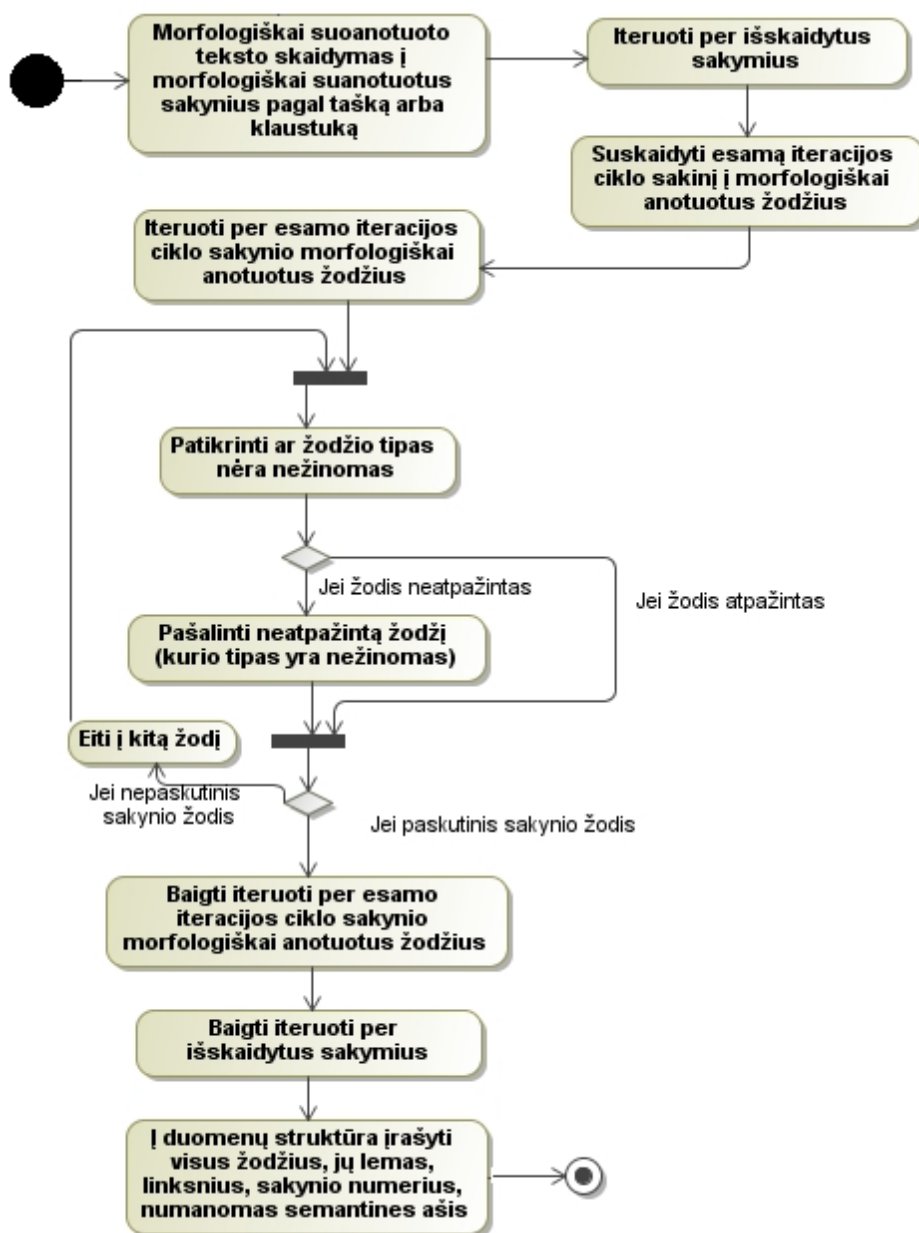 Morfologiškai suoanotuoto
teksto skaidymas į
morfologiškai suanotuotus
sakynius pagal tašką arba
klaustuką
Iteruoti per išskaidytus
sakymius
Suskaidyti esamą iteracijos
ciklo sakinį į morfologiškai
anotuotus žodžius
Iteruoti per esamo iteracijos
ciklo sakynio morfologiškai
anotuotus žodžius
Patikrinti ar žodžio tipas
nėra nežinomas
Jei žodis neatpažintas
Jei žodis atpažintas
Pašalinti neatpažintą žodžį
(kurio tipas yra nežinomas)
Eiti į kitą žodį
Jei nepaskutinis
sakynio žodis
Jei paskutinis sakynio žodis
Baigti iteruoti per esamo
iteracijos ciklo sakynio
morfologiškai anotuotus žodžius
Baigti iteruoti per
išskaidytus sakymius
Į duomenų struktūra įrašyti
visus žodžius, jų lemas,
linksnius, sakynio numerius,
numanomas semantines ašis